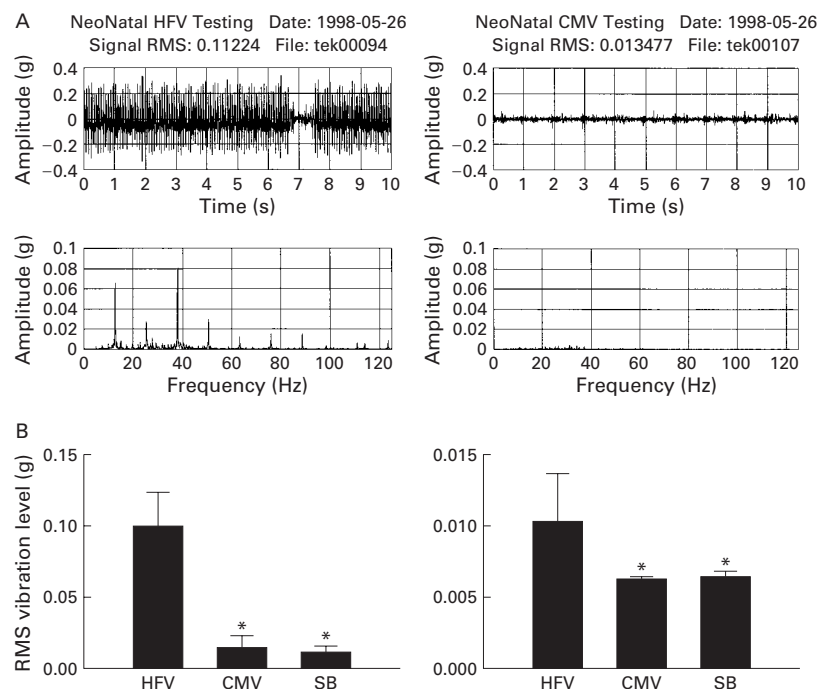 A
NeoNatal HFV Testing Date: 1998-05-26
Signal RMS: 0.11224 File: tek00094
Amplitude (g)
0.4
0.2
0
−0.2
−0.4
0 1 2 3 4 5 6 7 8 9 10
Time (s)
NeoNatal CMV Testing Date: 1998-05-26
Signal RMS: 0.013477 File: tek00107
Amplitude (g)
0.4
0.2
0
−0.2
−0.4
0 1 2 3 4 5 6 7 8 9 10
Time (s)
Amplitude (g)
0.1
0.08
0.06
0.04
0.02
0
0 20 40 60 80 100 120
Frequency (Hz)
Amplitude (g)
0.1
0.08
0.06
0.04
0.02
0
0 20 40 60 80 100 120
Frequency (Hz)
B
RMS vibration level (g)
0.15
0.10
0.05
0.00
* *
HFV CMV SB
0.015
0.010
0.005
0.000
* *
HFV CMV SB